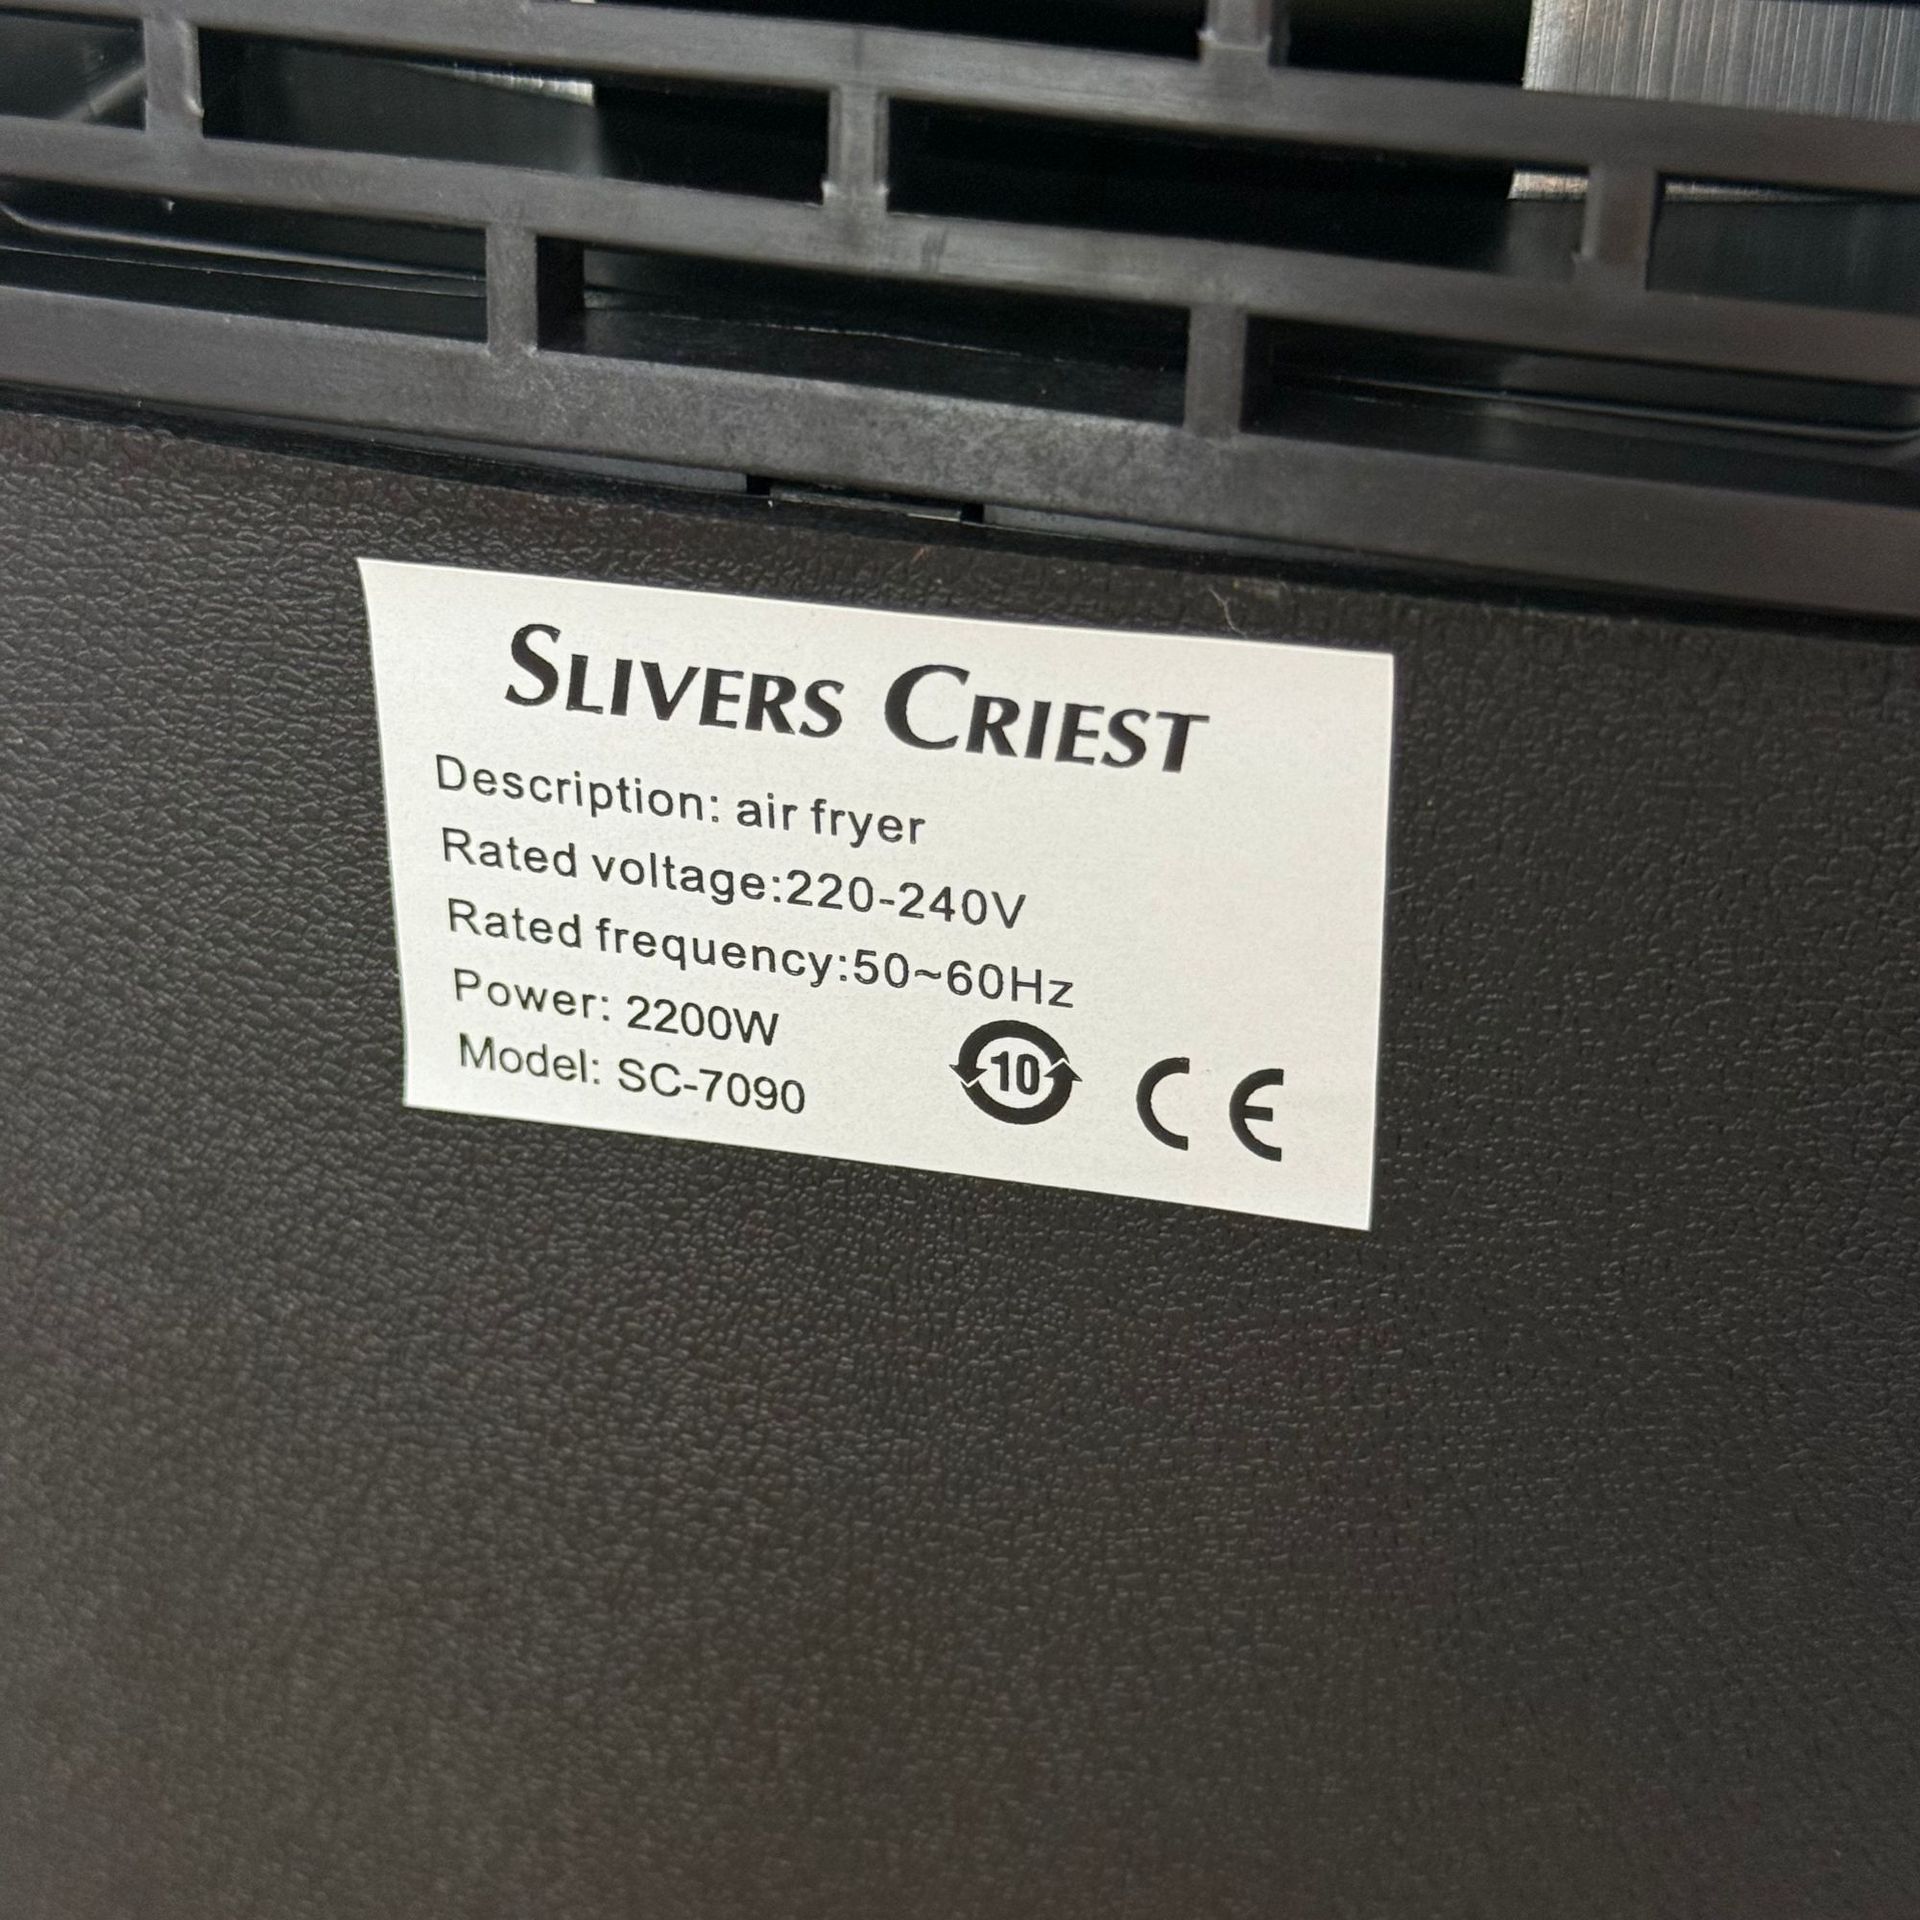 SLIVERS CRIEST
Description: air fryer
Rated voltage:220-240V
Rated frequency:50~60Hz
Power: 2200W
Model: SC-7090
10 CE